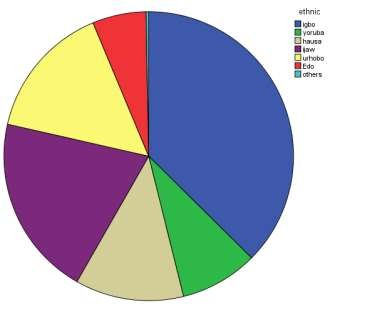 ethnic
igbo
yoruba
hausa
ijaw
urhobo
Edo
others